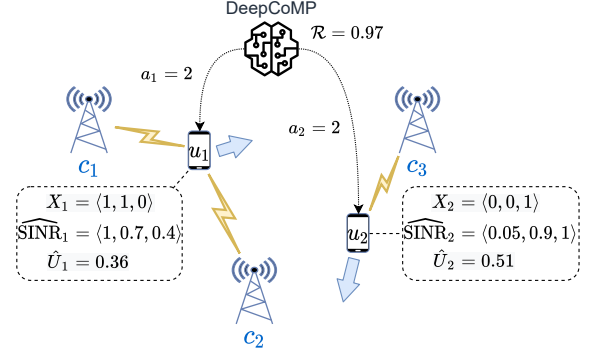 DeepCoMP
ℛ = 0.97
a₁ = 2
a₂ = 2
u₁
c₁
c₃
X₁ = ⟨1, 1, 0⟩
SINR̂₁ = ⟨1, 0.7, 0.4⟩
Û₁ = 0.36
u₂
X₂ = ⟨0, 0, 1⟩
SINR̂₂ = ⟨0.05, 0.9, 1⟩
Û₂ = 0.51
c₂